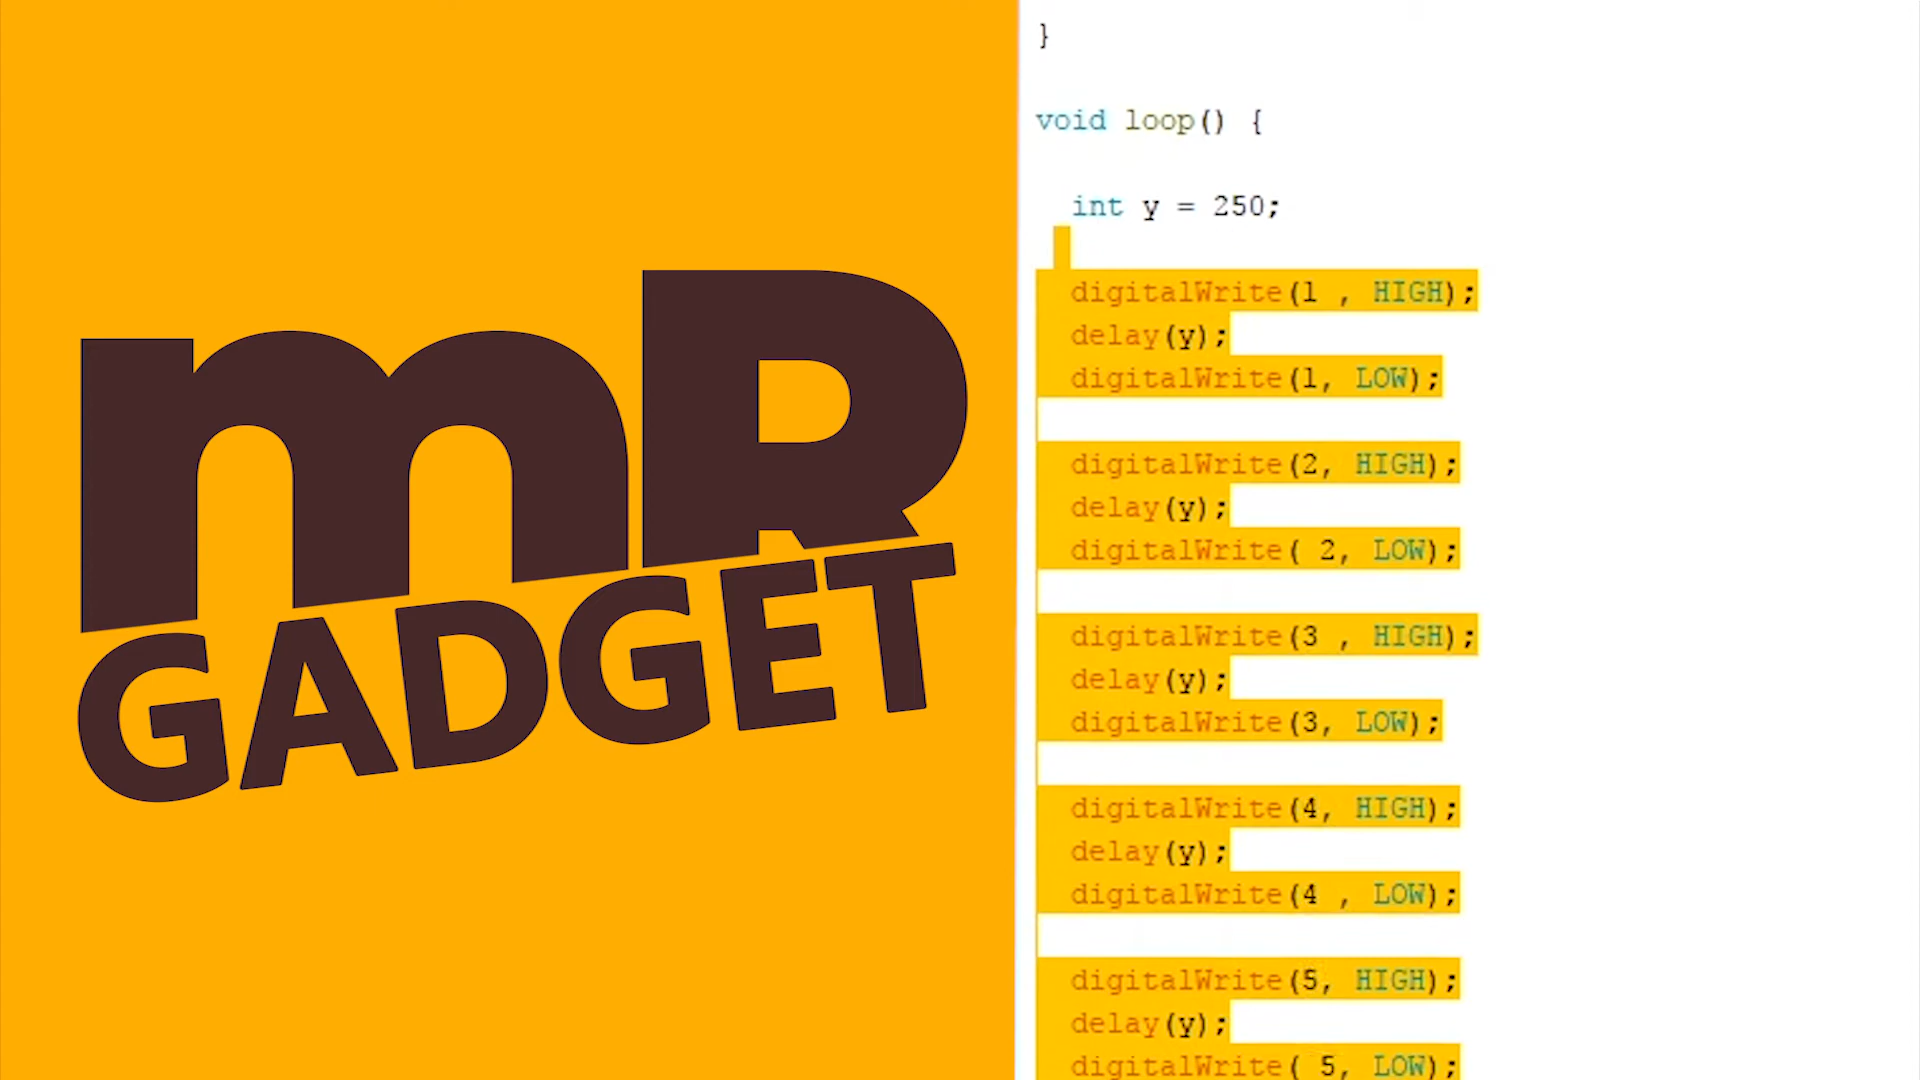 mR
GADGET
}
void loop() {
int y = 250;
digitalWrite(1 , HIGH);
delay(y);
digitalWrite(1, LOW);
digitalWrite(2, HIGH);
delay(y);
digitalWrite( 2, LOW);
digitalWrite(3 , HIGH);
delay(y);
digitalWrite(3, LOW);
digitalWrite(4, HIGH);
delay(y);
digitalWrite(4 , LOW);
digitalWrite(5, HIGH);
delay(y);
digitalWrite( 5, LOW);